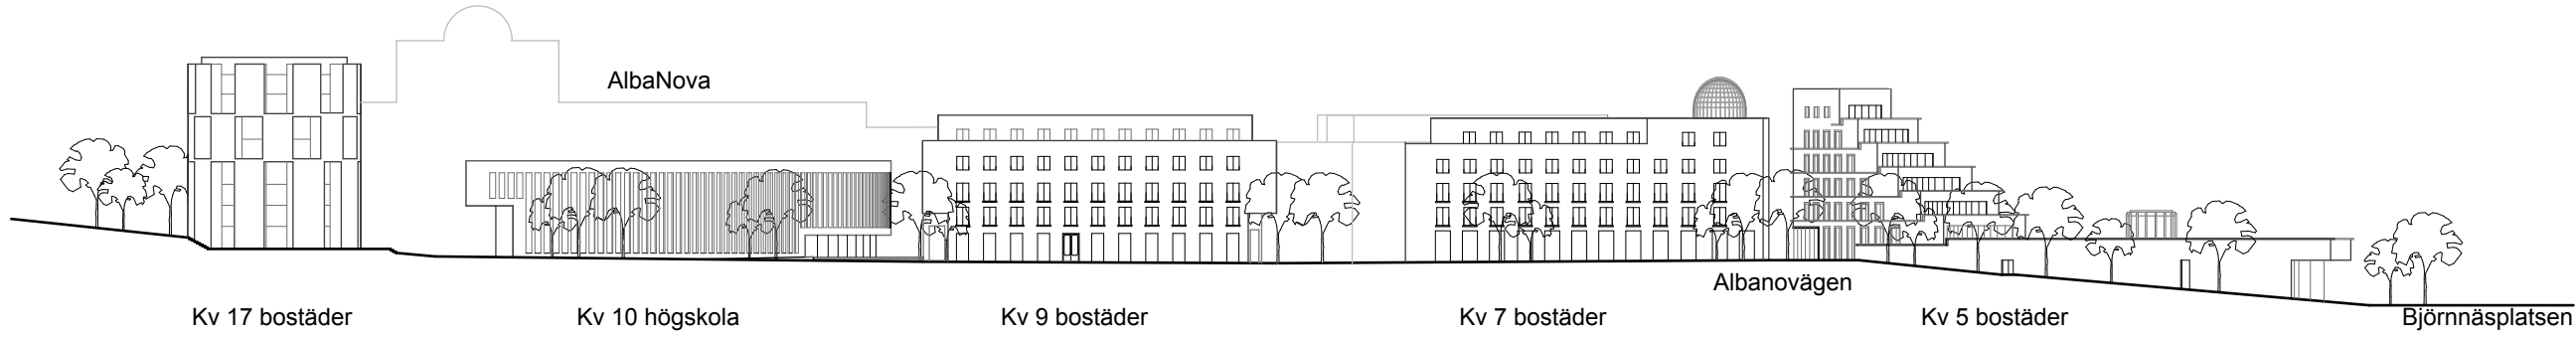 AlbaNova
Albanovägen
Kv 17 bostäder
Kv 10 högskola
Kv 9 bostäder
Kv 7 bostäder
Kv 5 bostäder
Björnnäsplatsen